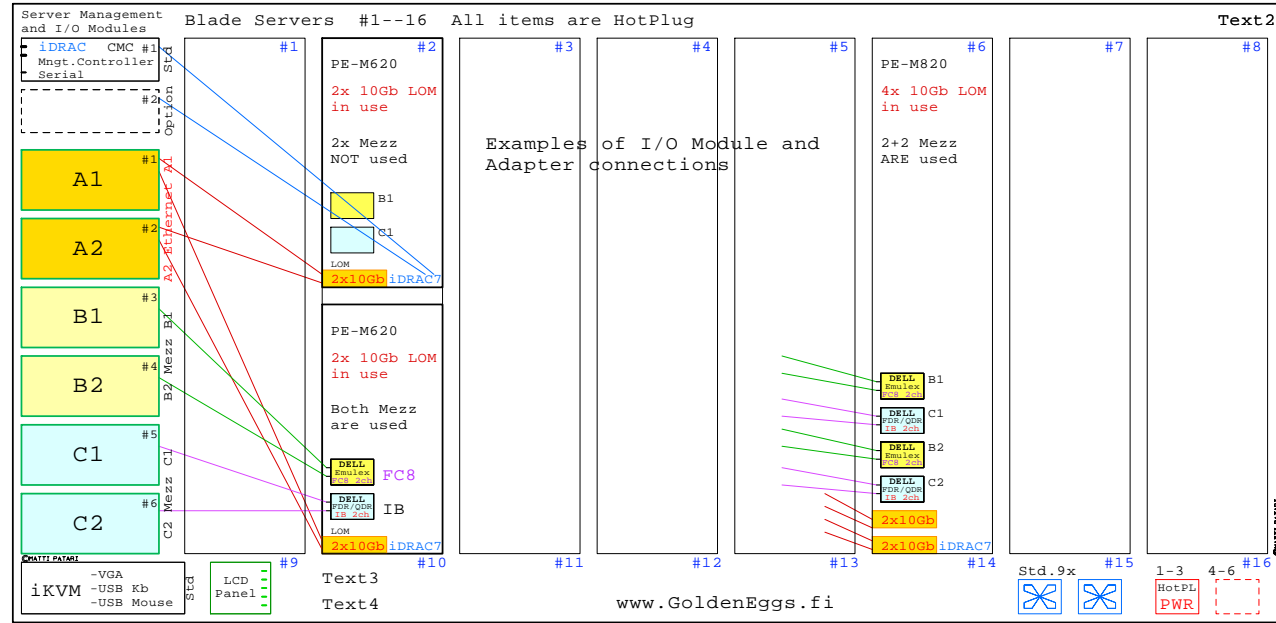 Server Management
and I/O Modules
Blade Servers #1--16 All items are HotPlug
Text2
iDRAC CMC #1
Mngt.Controller
Serial
Std
#2
Option
#1
A1
Ethernet A1
#2
A2
A2
#3
B1
B1
#4
B2
B2 Mezz
#5
C1
C1
#6
C2
C2 Mezz
©MATTI PATARI
iKVM
-VGA
-USB Kb
-USB Mouse
Std
LCD
Panel
#1
#2
PE-M620
2x 10Gb LOM
in use
2x Mezz
NOT used
B1
C1
LOM
2x10Gb iDRAC7
PE-M620
2x 10Gb LOM
in use
Both Mezz
are used
DELL
Emulex
FC8 2ch
FC8
DELL
FDR/QDR
IB 2ch
IB
LOM
2x10Gb iDRAC7
#3
#4
#5
Examples of I/O Module and
Adapter connections
#6
PE-M820
4x 10Gb LOM
in use
2+2 Mezz
ARE used
DELL
Emulex
FC8 2ch
B1
DELL
FDR/QDR
IB 2ch
C1
DELL
Emulex
FC8 2ch
B2
DELL
FDR/QDR
IB 2ch
C2
2x10Gb
2x10Gb iDRAC7
#7
#8
©MATTI PATARI
#9
#10
#11
#12
#13
#14
#15
#16
Text3
Text4
www.GoldenEggs.fi
Std.9x
1-3 4-6
HotPL
PWR